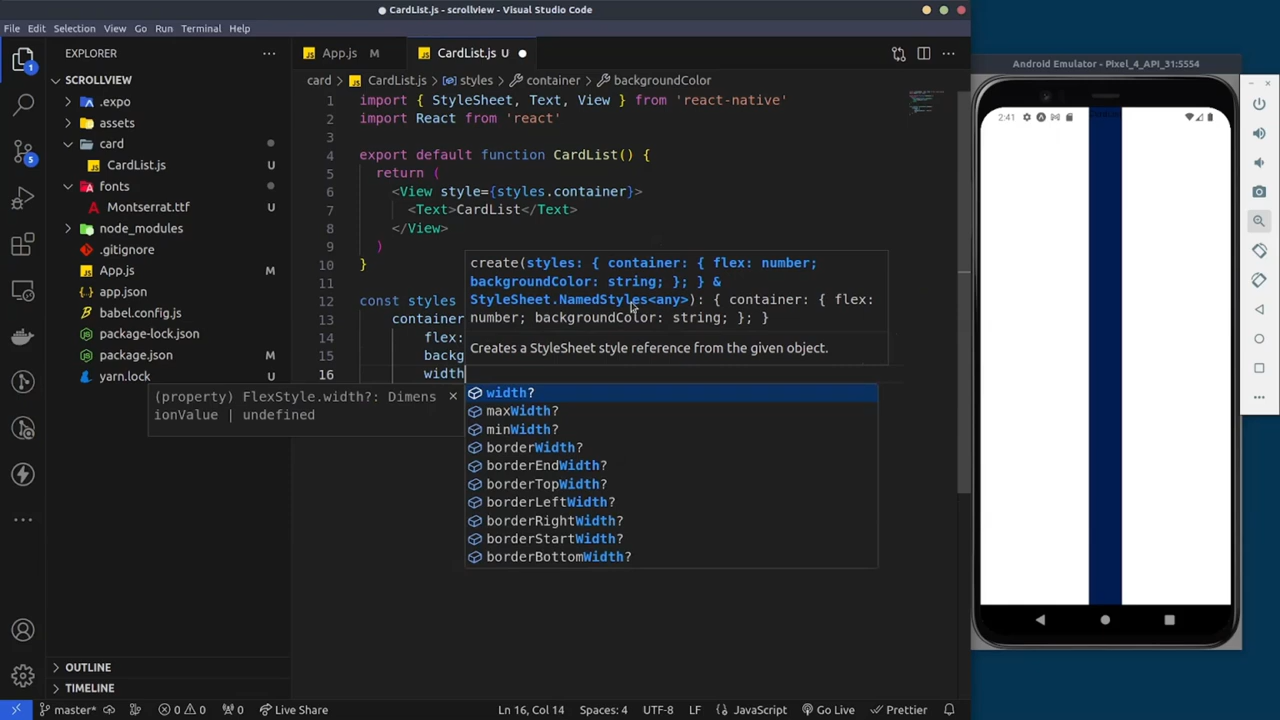 CardList.js - scrollview - Visual Studio Code
File Edit Selection View Go Run Terminal Help
EXPLORER
SCROLLVIEW
.expo
assets
card
CardList.js U
fonts
Montserrat.ttf U
node_modules
.gitignore
App.js M
app.json
babel.config.js
package-lock.json
package.json M
yarn.lock
OUTLINE
TIMELINE
1
5
App.js M
CardList.js U
card > CardList.js > styles > container > backgroundColor
1 import { StyleSheet, Text, View } from 'react-native'
2 import React from 'react'
3
4 export default function CardList() {
5 return (
6 <View style={styles.container}>
7 <Text>CardList</Text>
8 </View>
9 )
10 }
11
12 const styles
13 container
14 flex:
15 backg
16 width
create(styles: { container: { flex: number;
backgroundColor: string; }; } &
StyleSheet.NamedStyles<any>): { container: { flex:
number; backgroundColor: string; }; }
Creates a StyleSheet style reference from the given object.
(property) FlexStyle.width?: Dimens
ionValue | undefined
width?
maxWidth?
minWidth?
borderWidth?
borderEndWidth?
borderTopWidth?
borderLeftWidth?
borderRightWidth?
borderStartWidth?
borderBottomWidth?
master* 0 0 0 Live Share Ln 16, Col 14 Spaces: 4 UTF-8 LF JavaScript Go Live Prettier
Android Emulator - Pixel_4_API_31:5554
2:41
CardList